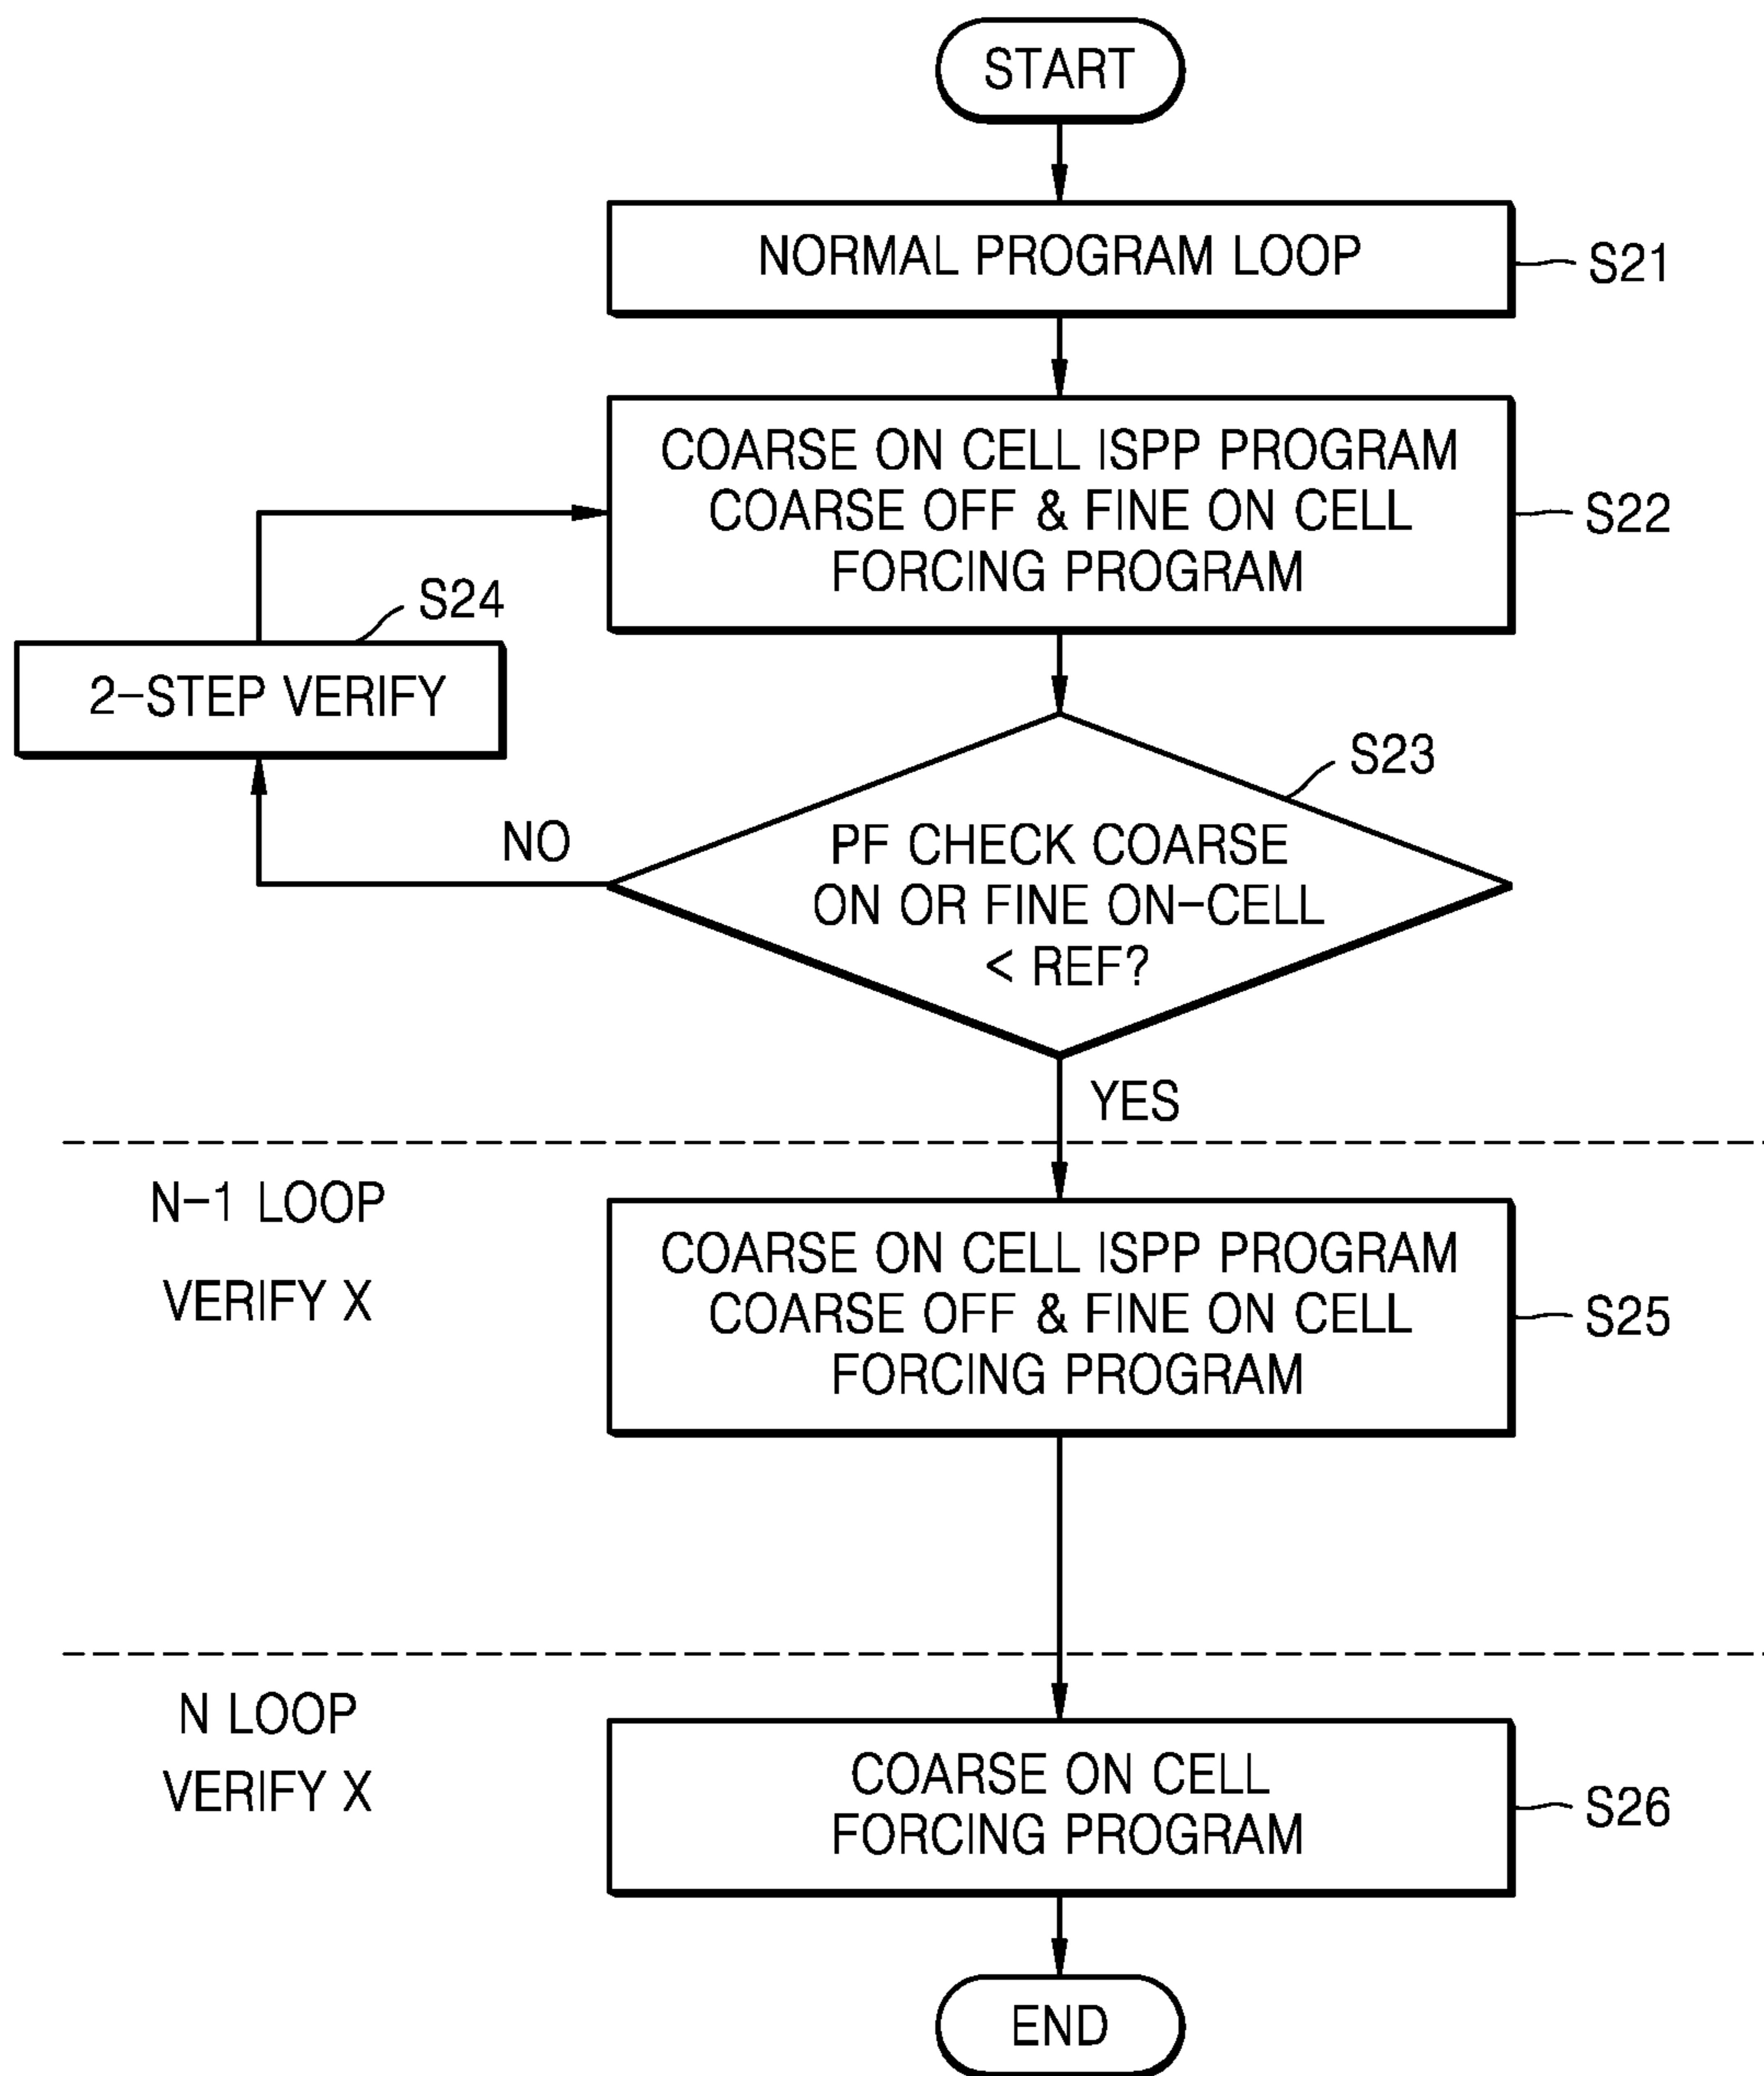 START
NORMAL PROGRAM LOOP
S21
COARSE ON CELL ISPP PROGRAM
COARSE OFF & FINE ON CELL
FORCING PROGRAM
S22
S24
2-STEP VERIFY
S23
NO
PF CHECK COARSE
ON OR FINE ON-CELL
< REF?
YES
N-1 LOOP
VERIFY X
COARSE ON CELL ISPP PROGRAM
COARSE OFF & FINE ON CELL
FORCING PROGRAM
S25
N LOOP
VERIFY X
COARSE ON CELL
FORCING PROGRAM
S26
END